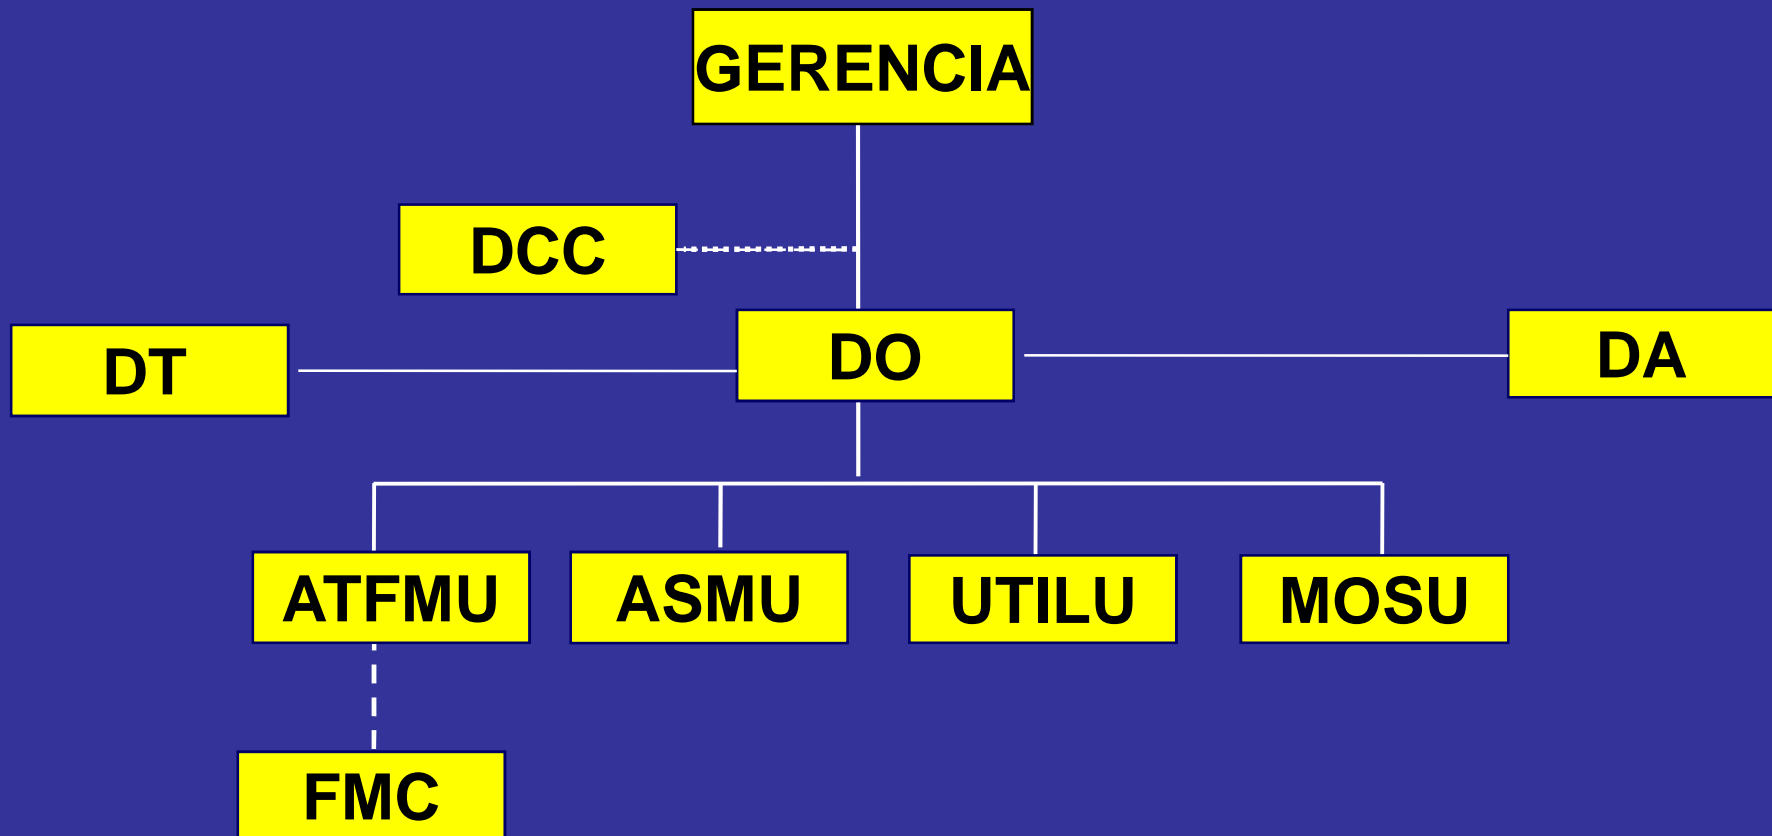 GERENCIA
DCC
DT
DO
DA
ATFMU
ASMU
UTILU
MOSU
FMC